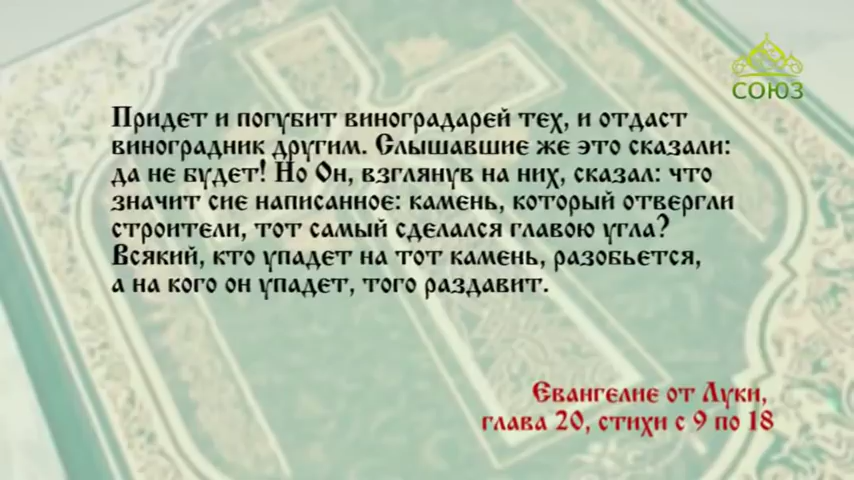 СОЮЗ
Придет и погубит виноградарей тех, и отдаст
виноградник другим. Слышавшие же это сказали:
да не будет! Но Он, взглянув на них, сказал: что
значит сие написанное: камень, который отвергли
строители, тот самый сделался главою угла?
Всякий, кто упадет на тот камень, разобьется,
а на кого он упадет, того раздавит.
Евангелие от Луки,
глава 20, стихи с 9 по 18